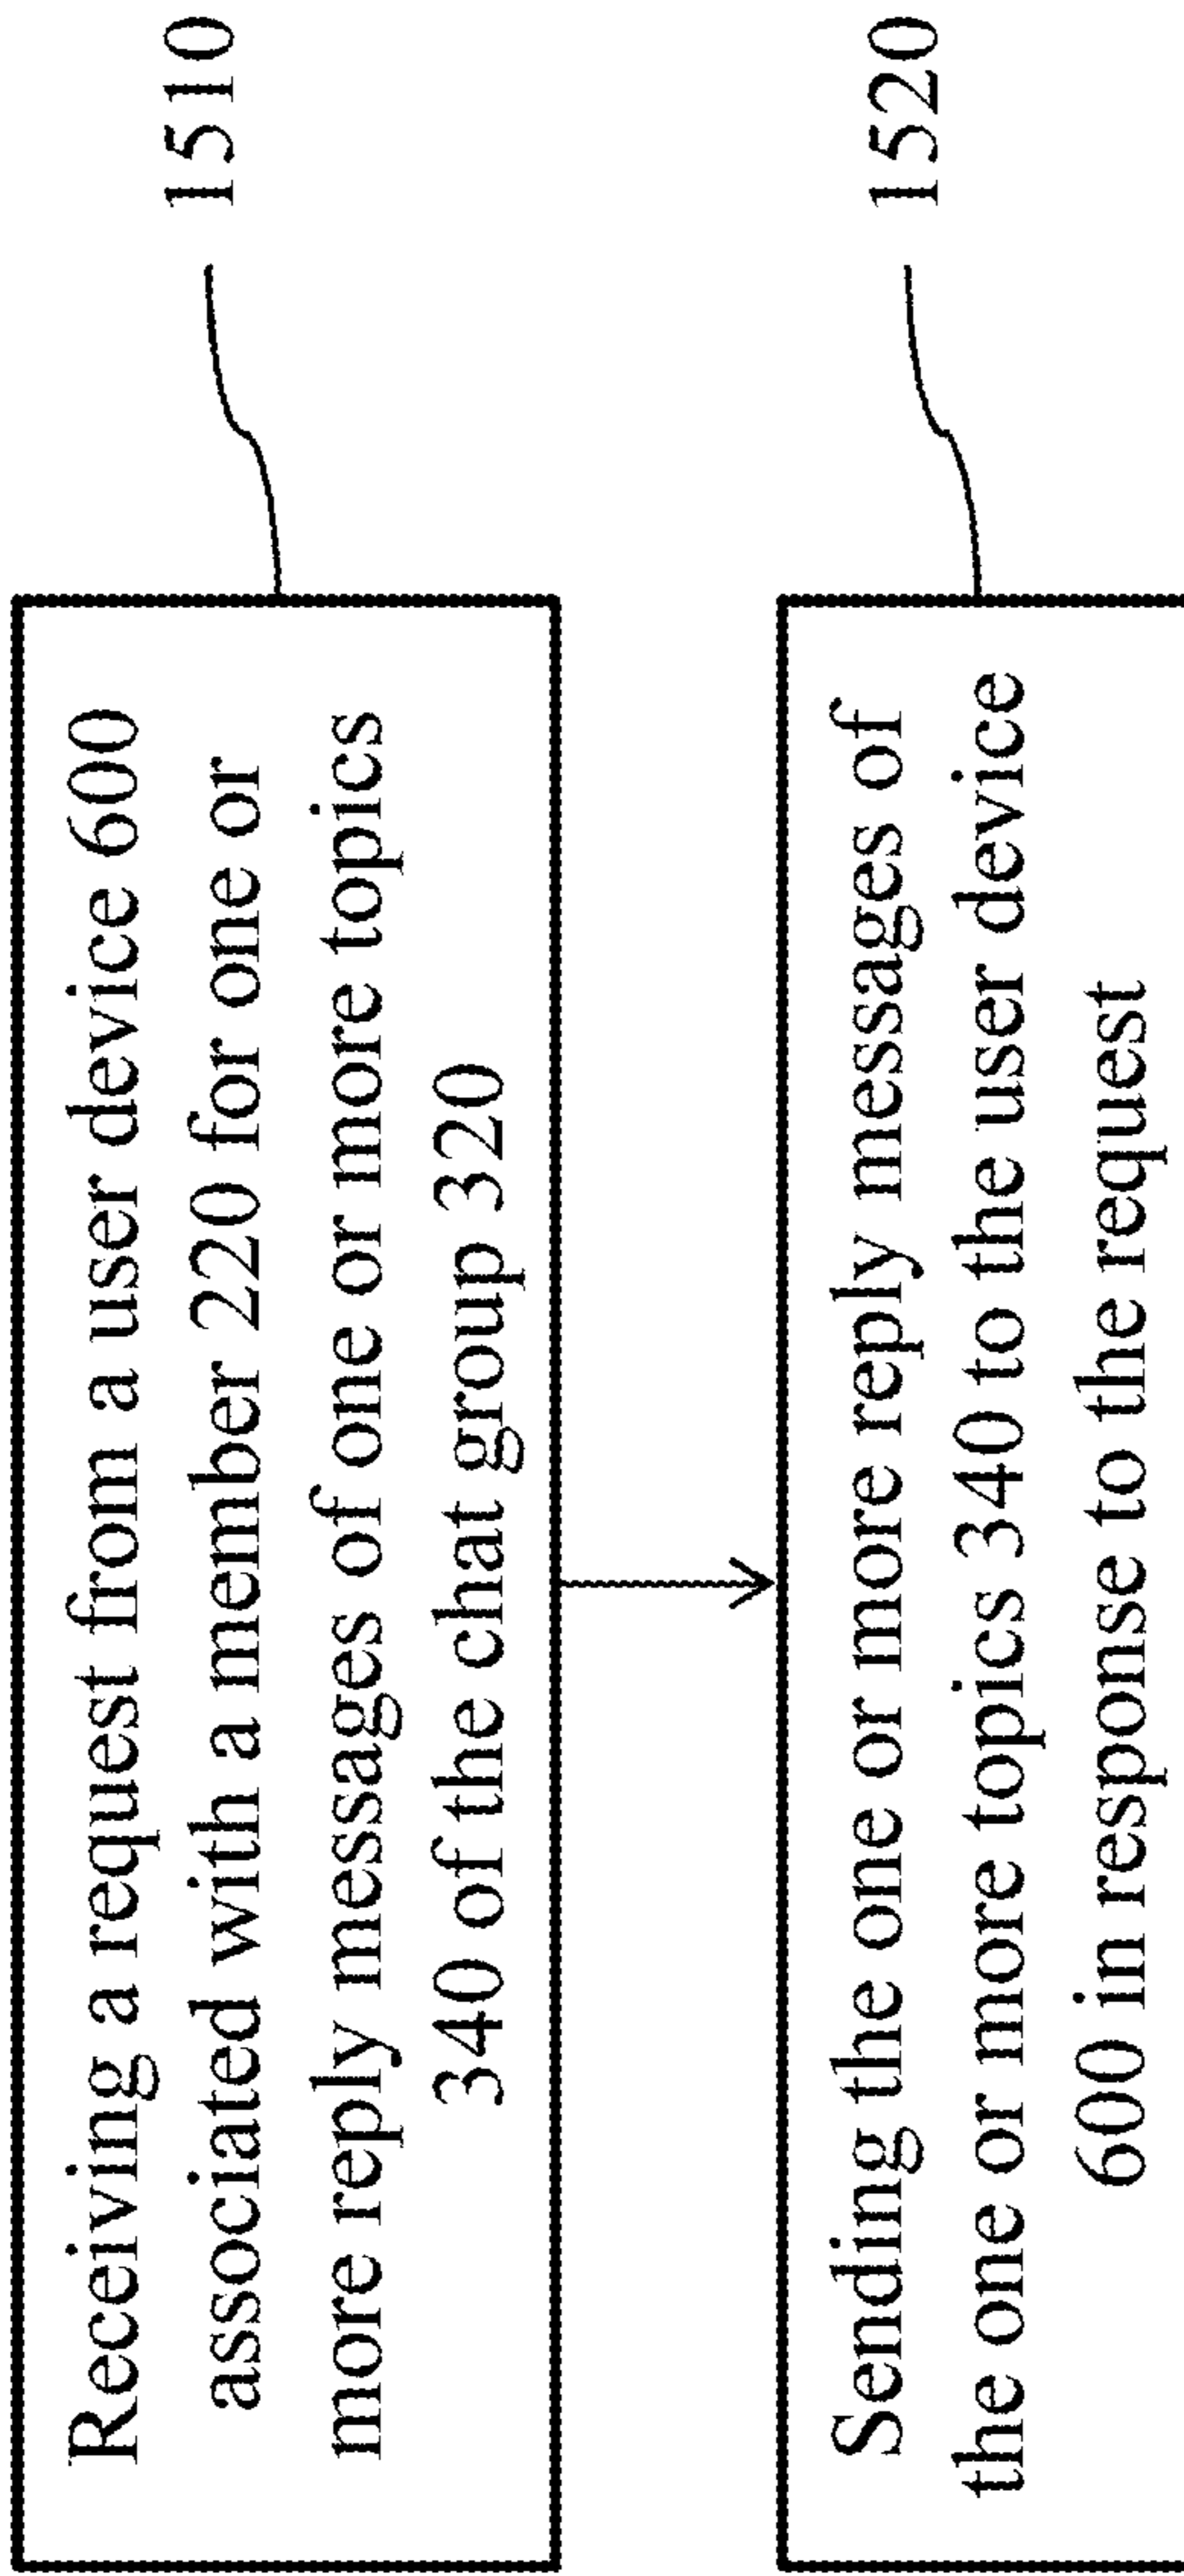 Receiving a request from a user device 600
associated with a member 220 for one or
more reply messages of one or more topics
340 of the chat group 320
1510
Sending the one or more reply messages of
the one or more topics 340 to the user device
600 in response to the request
1520